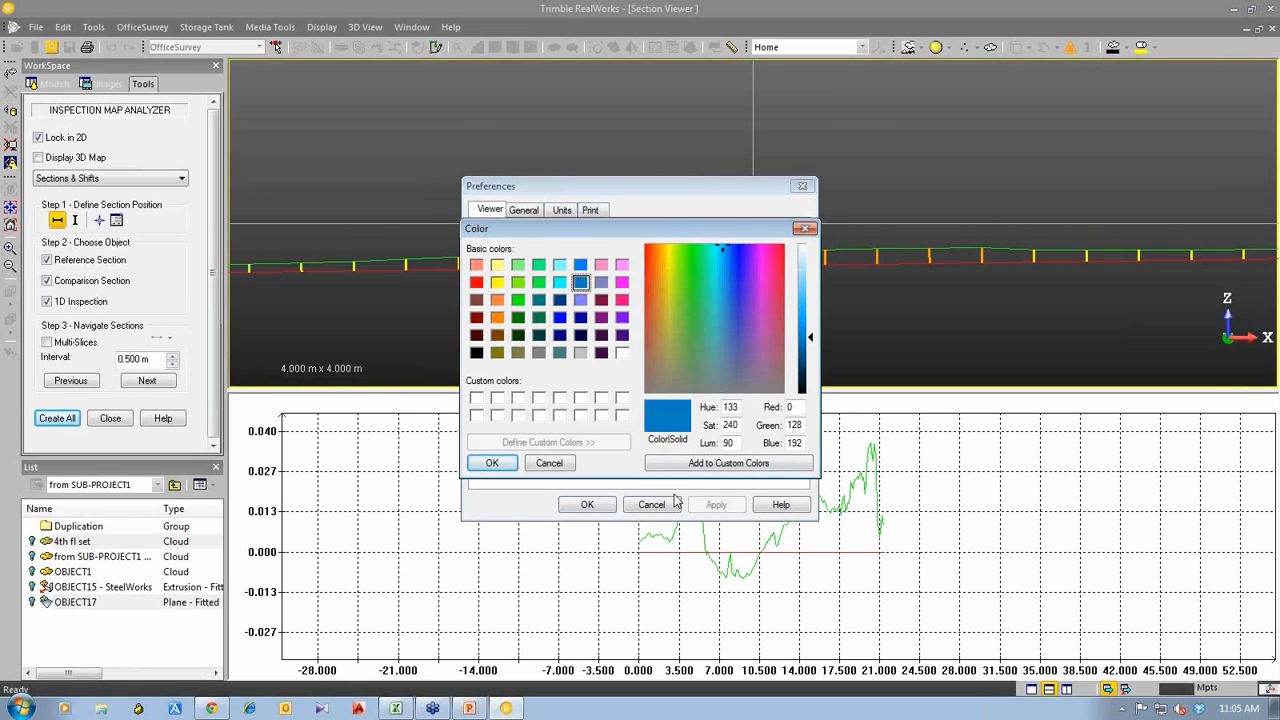 Trimble RealWorks - [Section Viewer ]
File Edit Tools OfficeSurvey Storage Tank Media Tools Display 3D View Window Help
OfficeSurvey
Home
WorkSpace
Models Images Tools
INSPECTION MAP ANALYZER
Lock in 2D
Display 3D Map
Sections & Shifts
Step 1 - Define Section Position
Step 2 - Choose Object
Reference Section
Comparison Section
1D Inspection
Step 3 - Navigate Sections
Multi-Slices
Interval: 0.500 m
Previous Next
Create All Close Help
List
from SUB-PROJECT1
Name Type
Duplication Group
4th fl set Cloud
from SUB-PROJECT1 ... Cloud
OBJECT1 Cloud
OBJECT15 - SteelWorks Extrusion - Fitt
OBJECT17 Plane - Fitted
Ready
4.000 m x 4.000 m
Z
X
Preferences
Viewer General Units Print
Color
Basic colors:
Custom colors:
Define Custom Colors >>
OK Cancel
Color|Solid
Hue: 133 Red: 0
Sat: 240 Green: 128
Lum: 90 Blue: 192
Add to Custom Colors
OK Cancel Apply Help
0.040
0.027
0.013
0.000
-0.013
-0.027
-28.000 -21.000 -14.000 -7.000 -3.500 0.000 3.500 7.000 10.500 14.000 17.500 21.000 24.500 28.000 31.500 35.000 38.500 42.000 45.500 49.000 52.500
Mpts
11:05 AM